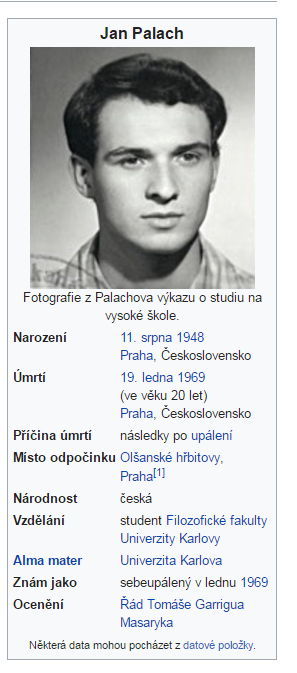 Jan Palach
Fotografie z Palachova výkazu o studiu na
vysoké škole.
Narození 11. srpna 1948
Praha, Československo
Úmrtí 19. ledna 1969
(ve věku 20 let)
Praha, Československo
Příčina úmrtí následky po upálení
Místo odpočinku Olšanské hřbitovy,
Praha[1]
Národnost česká
Vzdělání student Filozofické fakulty
Univerzity Karlovy
Alma mater Univerzita Karlova
Znám jako sebeupálený v lednu 1969
Ocenění Řád Tomáše Garrigua
Masaryka
Některá data mohou pocházet z datové položky.